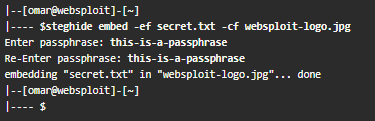 |--[omar@websploit]-[~]
|---- $steghide embed -ef secret.txt -cf websploit-logo.jpg
Enter passphrase: this-is-a-passphrase
Re-Enter passphrase: this-is-a-passphrase
embedding "secret.txt" in "websploit-logo.jpg"... done
|--[omar@websploit]-[~]
|---- $